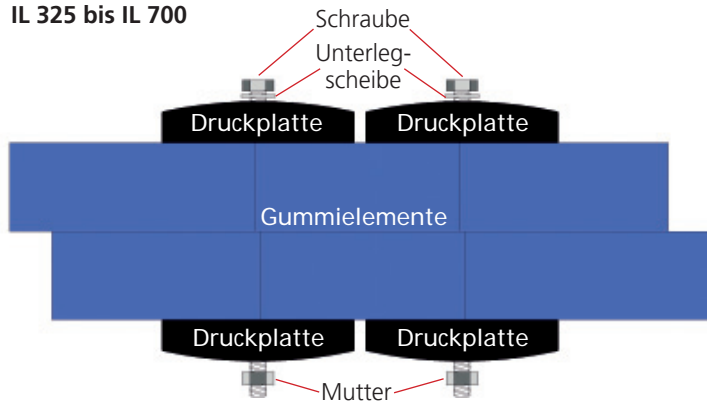 IL 325 bis IL 700
Schraube
Unterleg-
scheibe
Druckplatte Druckplatte
Gummielemente
Druckplatte Druckplatte
Mutter